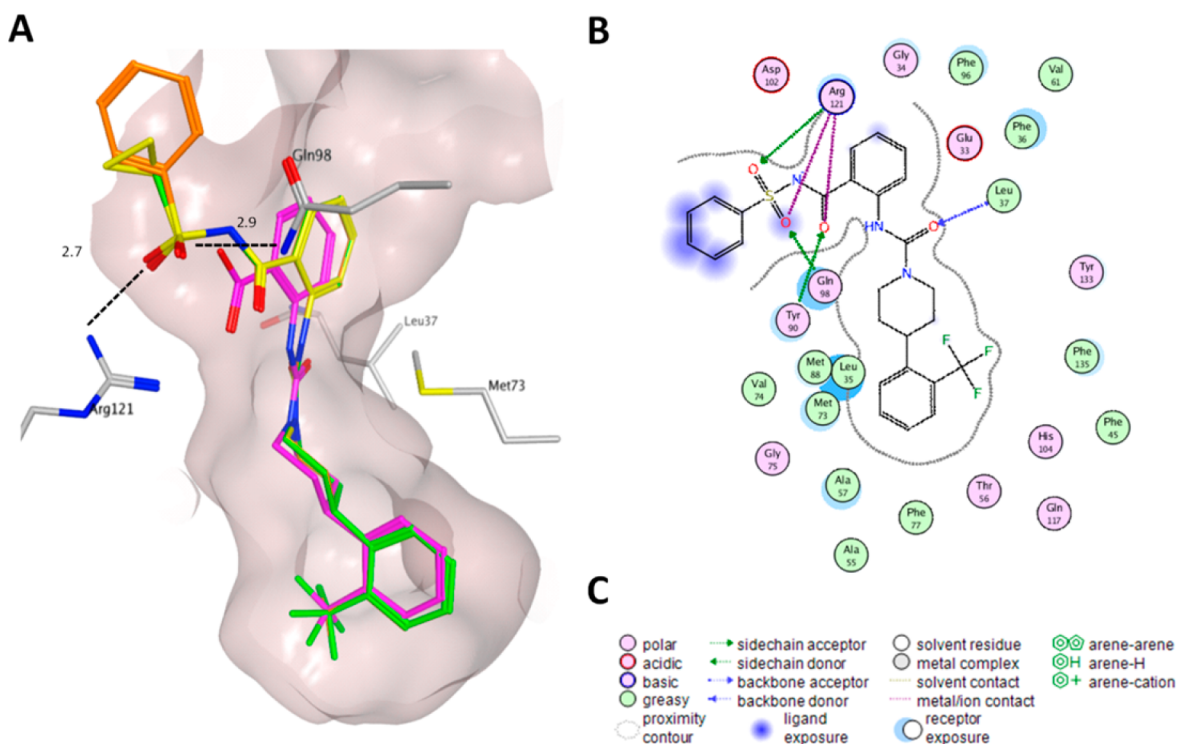 A
Gln98
2.9
2.7
Leu37
Met73
Arg121
B
Gly
34
Phe
96
Val
61
Asp
102
Arg
121
Phe
36
Glu
33
Leu
37
O
N
S
O
O
O
HN
O
N
Gln
98
Tyr
133
Tyr
90
F
F
F
Phe
135
Met
88
Leu
35
Val
74
Met
73
Phe
45
His
104
Gly
75
Ala
57
Thr
56
Gln
117
Phe
77
Ala
55
C
polar
sidechain acceptor
solvent residue
arene-arene
acidic
sidechain donor
metal complex
H arene-H
basic
backbone acceptor
solvent contact
+ arene-cation
greasy
backbone donor
metal/ion contact
proximity
contour
ligand
exposure
receptor
exposure